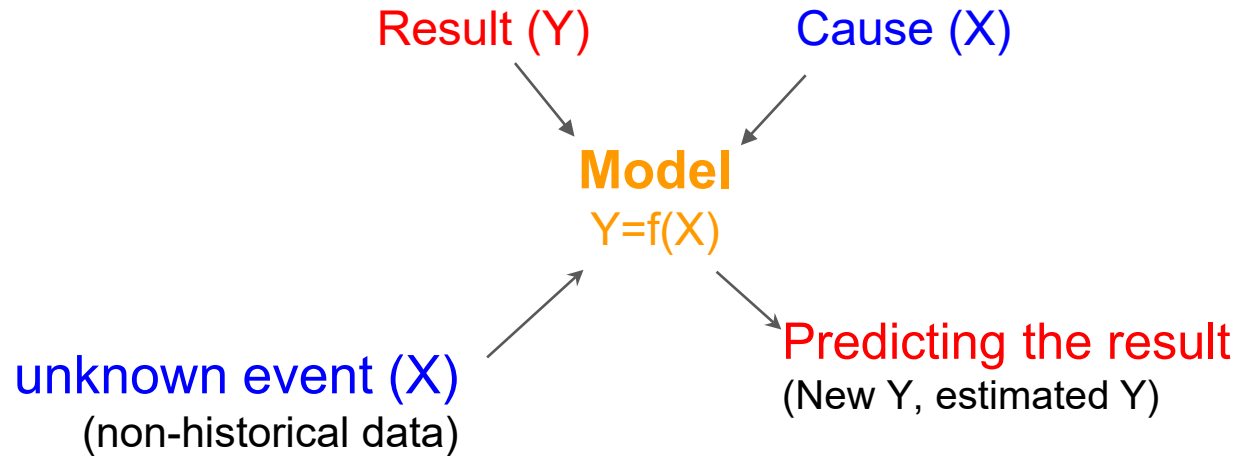 Result (Y)
Cause (X)
Model
Y=f(X)
unknown event (X)
(non-historical data)
Predicting the result
(New Y, estimated Y)